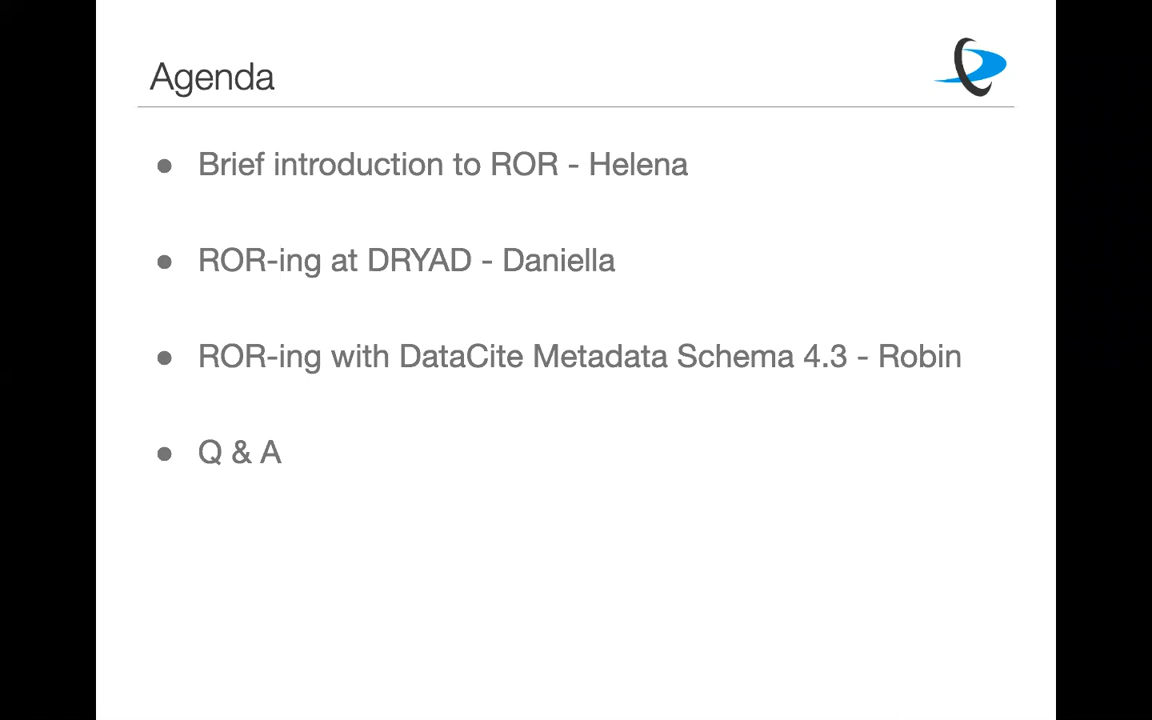 Agenda
● Brief introduction to ROR - Helena
● ROR-ing at DRYAD - Daniella
● ROR-ing with DataCite Metadata Schema 4.3 - Robin
● Q & A